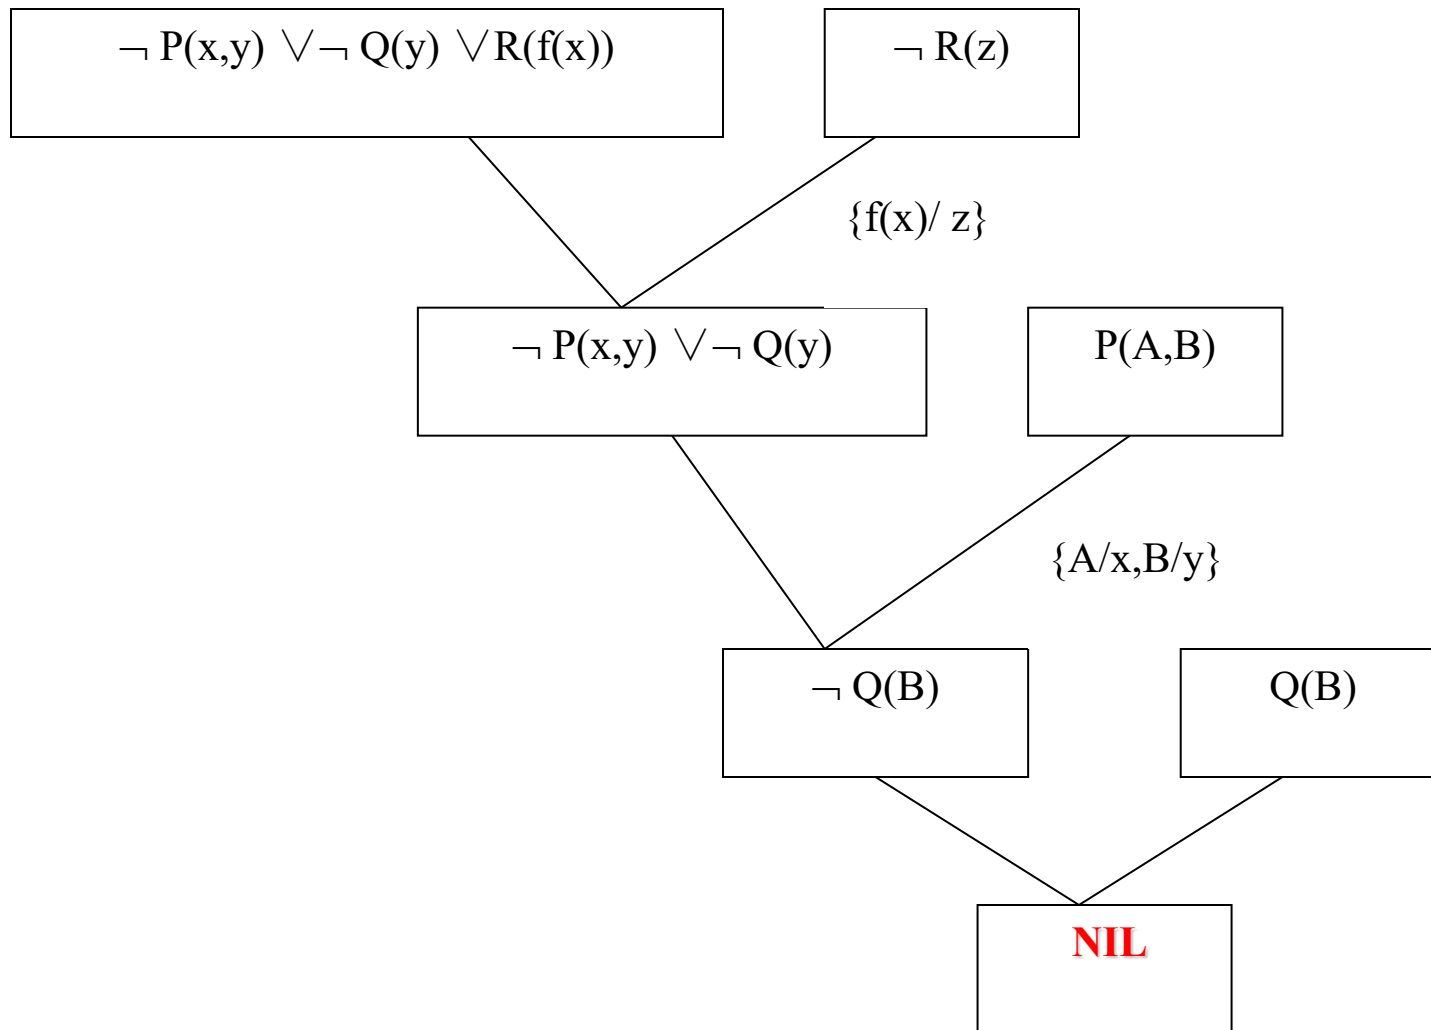 ¬ P(x,y) ∨¬ Q(y) ∨R(f(x))
¬ R(z)
{f(x)/ z}
¬ P(x,y) ∨¬ Q(y)
P(A,B)
{A/x,B/y}
¬ Q(B)
Q(B)
NIL